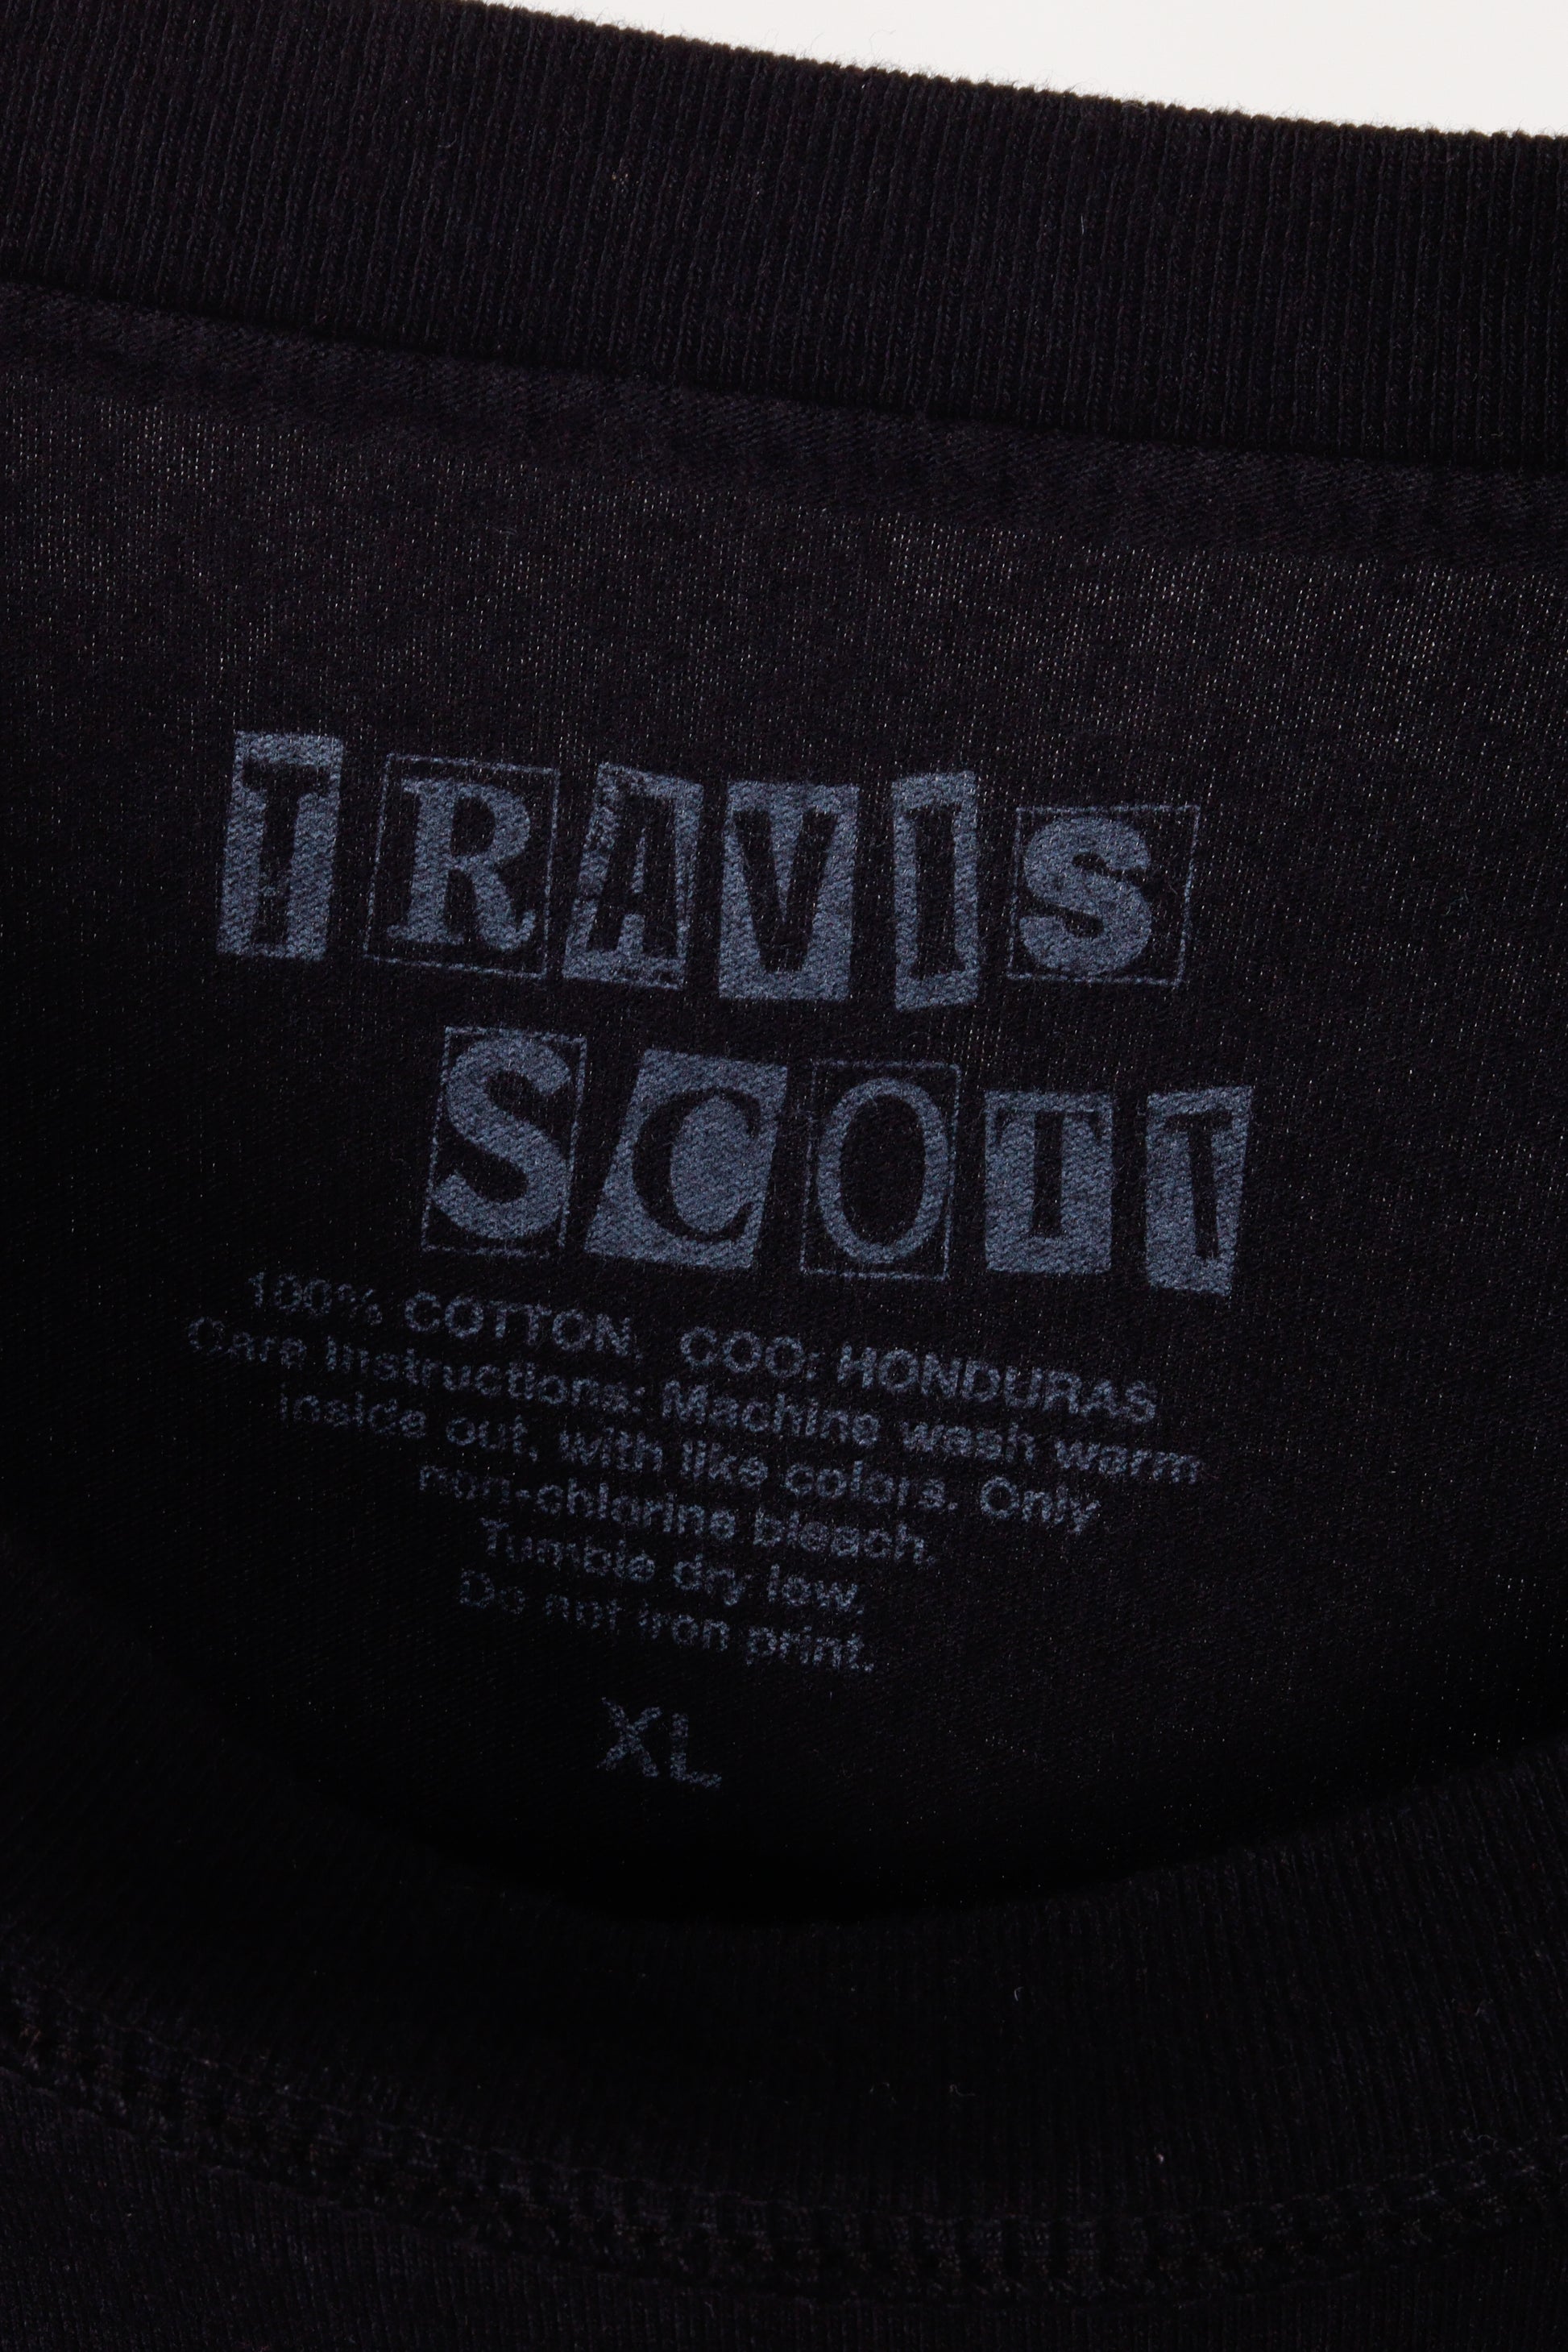 TRAVIS
SCOTT
100% COTTON. COO: HONDURAS
Care Instructions: Machine wash warm
inside out, with like colors. Only
non-chlorine bleach.
Tumble dry low.
Do not iron print.
XL